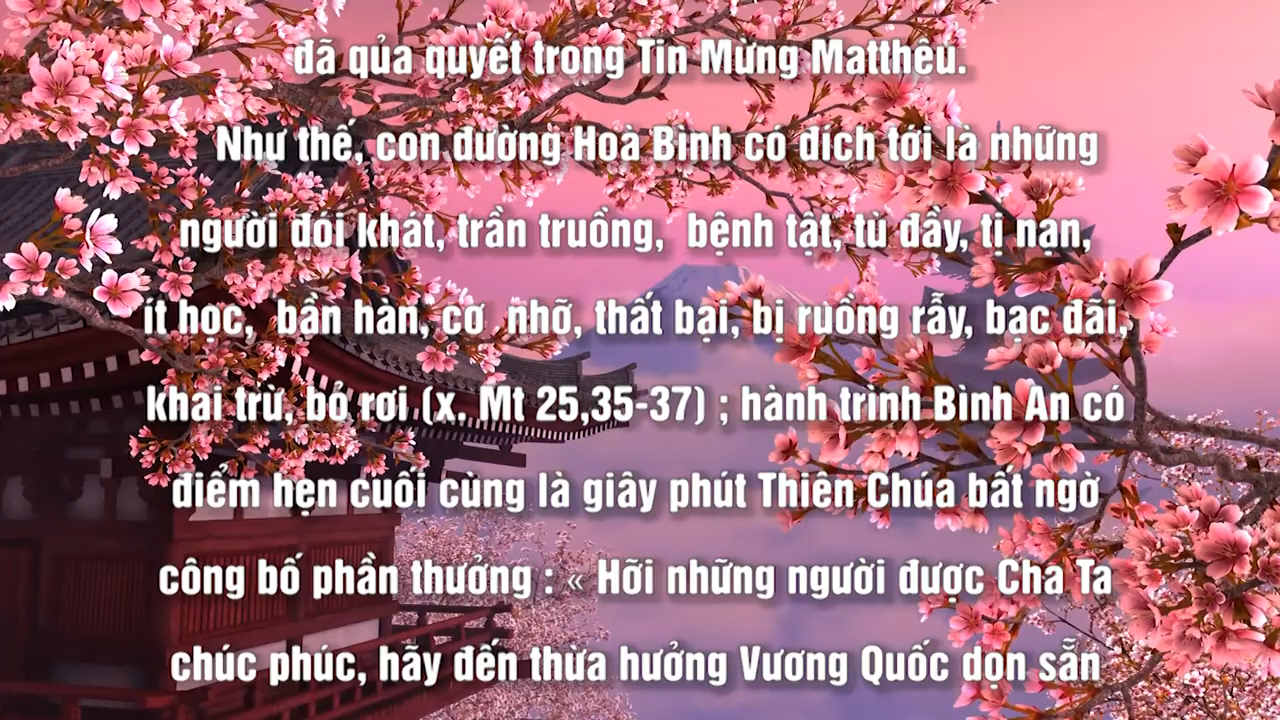 đã qủa quyết trong Tin Mừng Matthêu.
Như thế, con đường Hoà Bình có đích tới là những
người đói khát, trần truồng, bệnh tật, tù đầy, tị nạn,
ít học, bần hàn, cơ nhỡ, thất bại, bị ruồng rẫy, bạc đãi,
khai trừ, bỏ rơi (x. Mt 25,35-37) ; hành trình Bình An có
điểm hẹn cuối cùng là giây phút Thiên Chúa bất ngờ
công bố phần thưởng : « Hỡi những người được Cha Ta
chúc phúc, hãy đến thừa hưởng Vương Quốc dọn sẵn